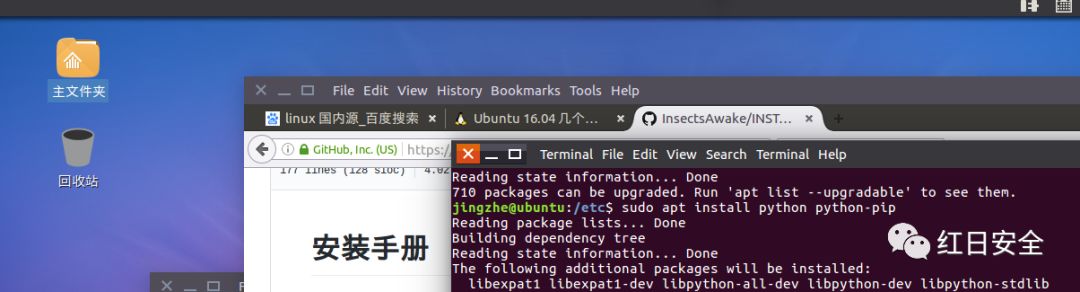 主文件夹
回收站
File Edit View History Bookmarks Tools Help
linux 国内源_百度搜索
Ubuntu 16.04 几个…
InsectsAwake/INST…
GitHub, Inc. (US)
https:/
Terminal File Edit View Search Terminal Help
177 lines (128 sloc)
4.02
安装手册
Reading state information... Done
710 packages can be upgraded. Run 'apt list --upgradable' to see them.
jingzhe@ubuntu:/etc$ sudo apt install python python-pip
Reading package lists... Done
Building dependency tree
Reading state information... Done
The following additional packages will be installed:
libexpat1 libexpat1-dev libpython-all-dev libpython-dev libpython-stdlib
红日安全